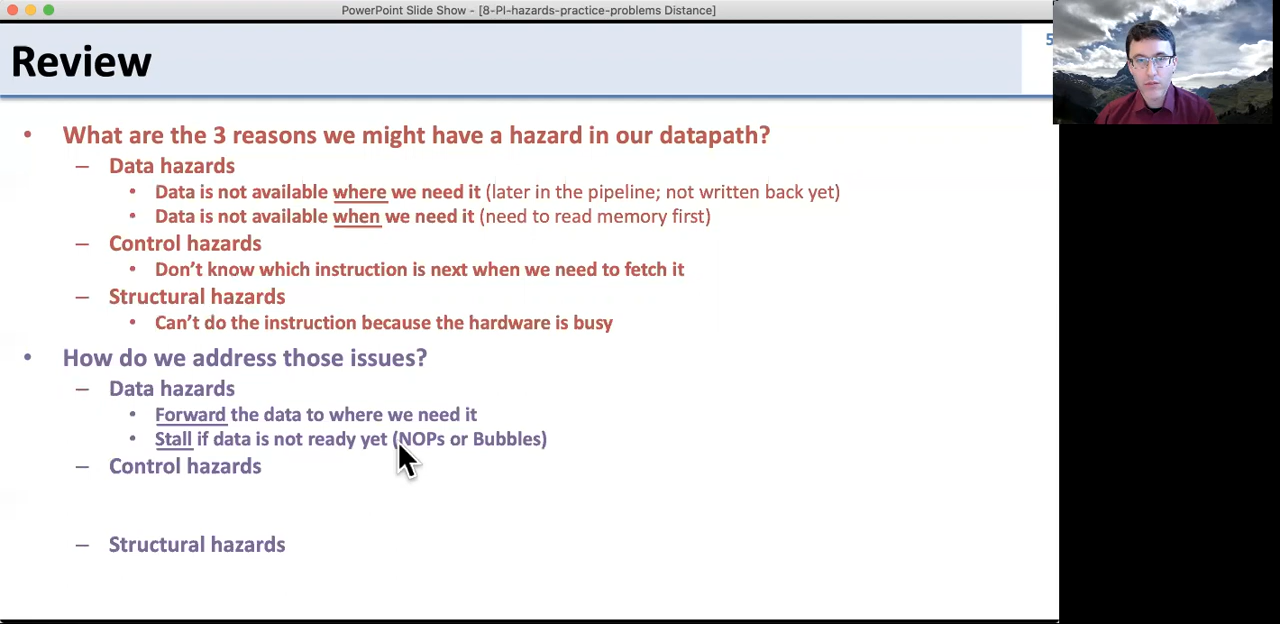 PowerPoint Slide Show - [8-PI-hazards-practice-problems Distance]
Review
5
• What are the 3 reasons we might have a hazard in our datapath?
– Data hazards
• Data is not available where we need it (later in the pipeline; not written back yet)
• Data is not available when we need it (need to read memory first)
– Control hazards
• Don't know which instruction is next when we need to fetch it
– Structural hazards
• Can't do the instruction because the hardware is busy
• How do we address those issues?
– Data hazards
• Forward the data to where we need it
• Stall if data is not ready yet (NOPs or Bubbles)
– Control hazards
– Structural hazards